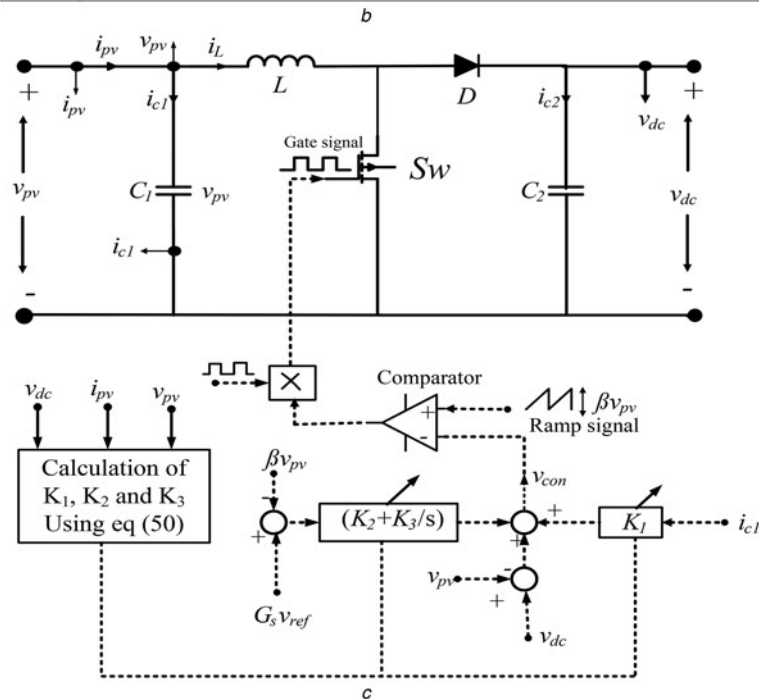 b
i_pv v_pv i_L
L D
+ i_pv i_c1 i_c2 v_dc +
Gate signal
Sw
v_pv C_1 v_pv C_2 v_dc
i_c1
- -
×
Comparator
+
-
βv_pv
Ramp signal
v_dc i_pv v_pv
Calculation of
K_1, K_2 and K_3
Using eq (50)
βv_pv
-
+
(K_2+K_3/s)
v_con
+
+
K_1
i_c1
G_s v_ref
v_pv -
+
v_dc
c